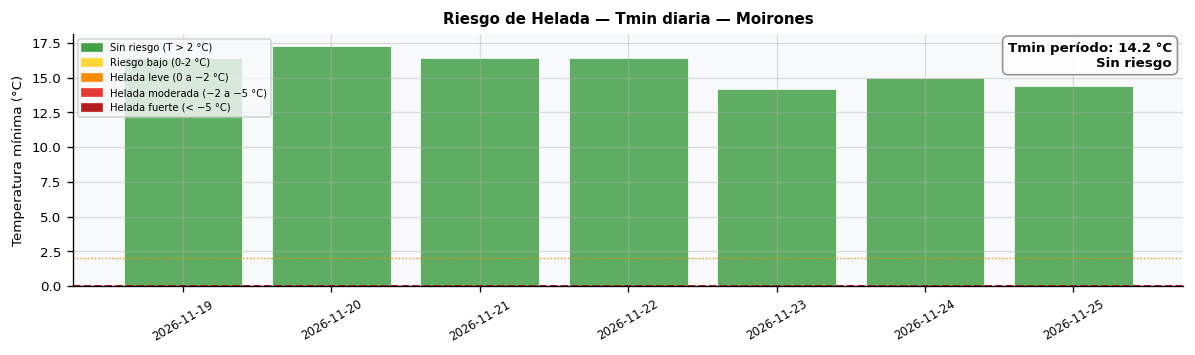 Riesgo de Helada — Tmin diaria — Moirones
Temperatura mínima (°C)
17.5
15.0
12.5
10.0
7.5
5.0
2.5
0.0
Sin riesgo (T > 2 °C)
Riesgo bajo (0-2 °C)
Helada leve (0 a −2 °C)
Helada moderada (−2 a −5 °C)
Helada fuerte (< −5 °C)
Tmin período: 14.2 °C
Sin riesgo
2026-11-19
2026-11-20
2026-11-21
2026-11-22
2026-11-23
2026-11-24
2026-11-25